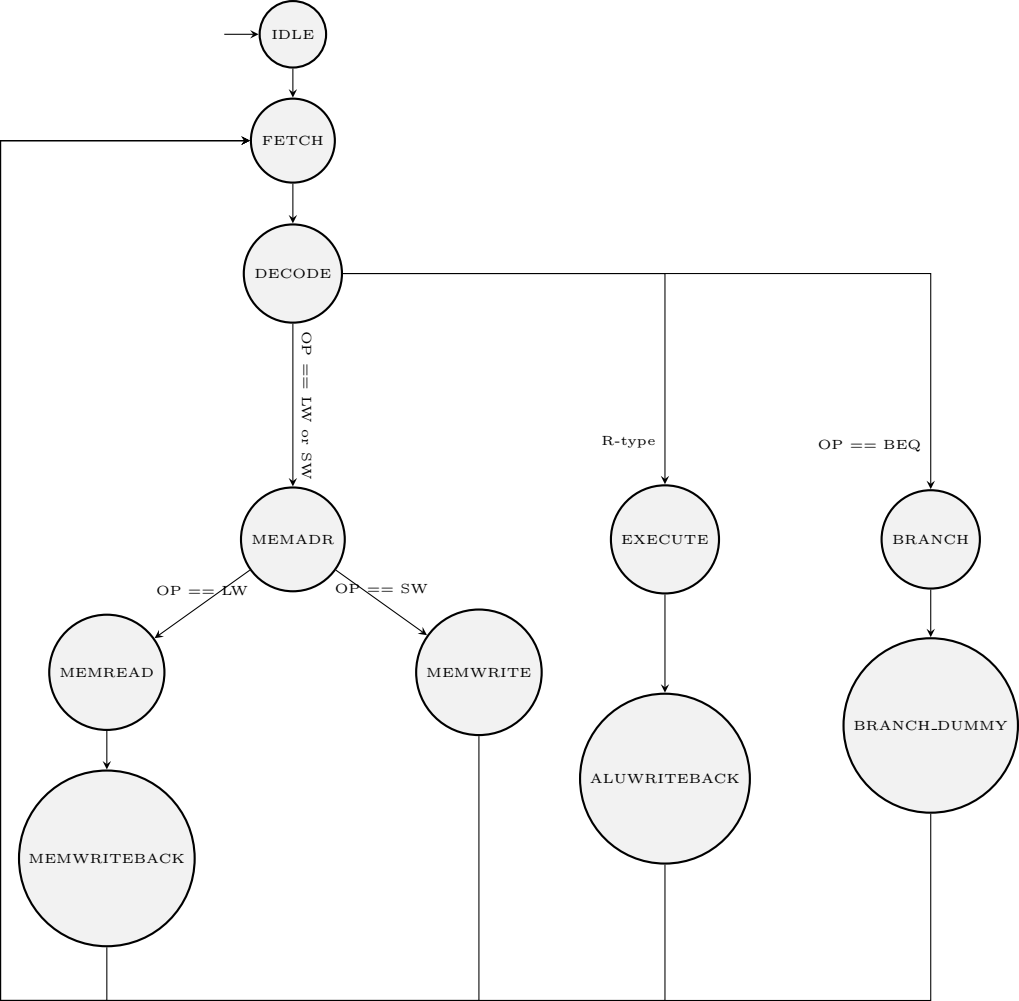 IDLE
FETCH
DECODE
OP == LW or SW
R-type
OP == BEQ
MEMADR
EXECUTE
BRANCH
OP == LW
OP == SW
MEMREAD
MEMWRITE
BRANCH_DUMMY
ALUWRITEBACK
MEMWRITEBACK